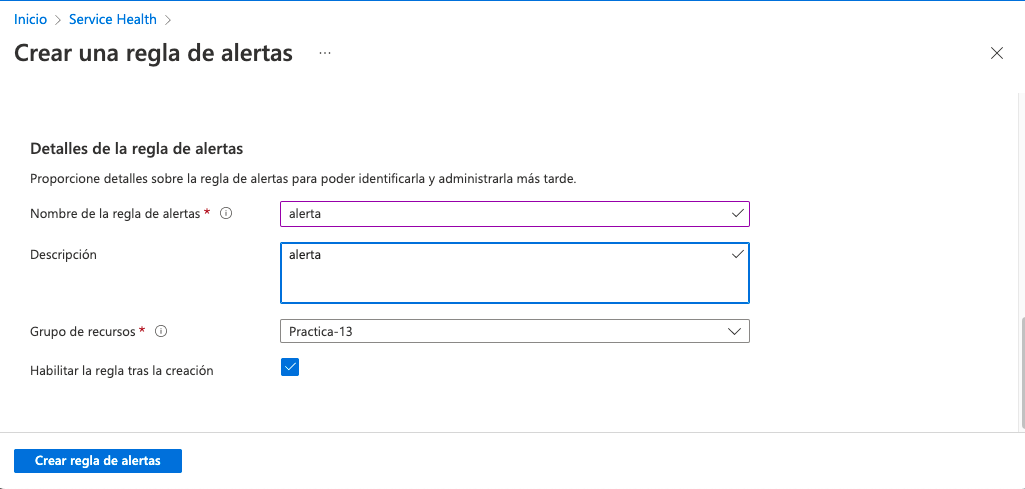 Inicio > Service Health >
Crear una regla de alertas ...
Detalles de la regla de alertas
Proporcione detalles sobre la regla de alertas para poder identificarla y administrarla más tarde.
Nombre de la regla de alertas * alerta
Descripción alerta
Grupo de recursos * Practica-13
Habilitar la regla tras la creación
Crear regla de alertas